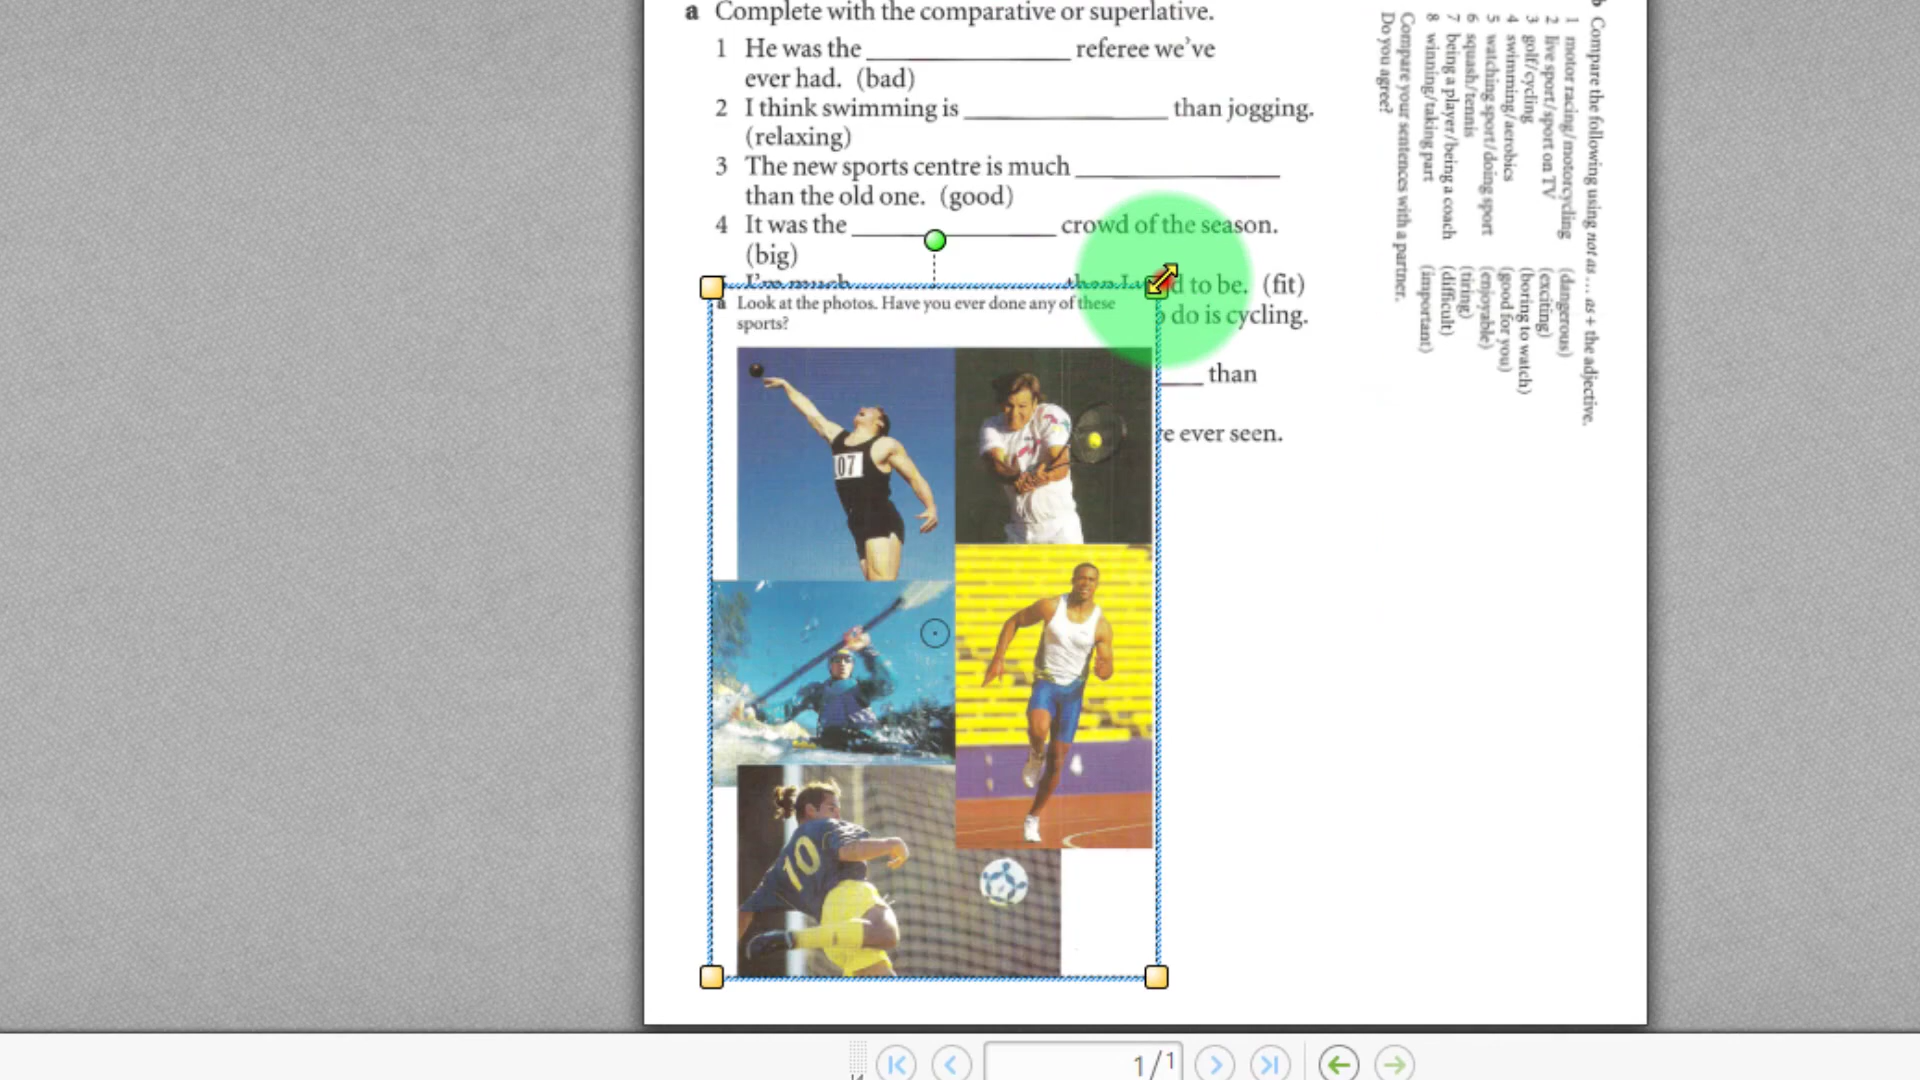 a Complete with the comparative or superlative.
1 He was the ____________ referee we've
ever had. (bad)
2 I think swimming is ____________ than jogging.
(relaxing)
3 The new sports centre is much ____________
than the old one. (good)
4 It was the ____________ crowd of the season.
(big)
to be. (fit)
do is cycling.
than
ever seen.
a Look at the photos. Have you ever done any of these
sports?
07
10
b Compare the following using not as … as + the adjective.
1 motor racing/motorcycling (dangerous)
2 live sport/sport on TV (exciting)
3 golf/cycling (boring to watch)
4 swimming/aerobics (good for you)
5 watching sport/doing sport (enjoyable)
6 squash/tennis (tiring)
7 being a player/being a coach (difficult)
8 winning/taking part (important)
Compare your sentences with a partner.
Do you agree?
1/1